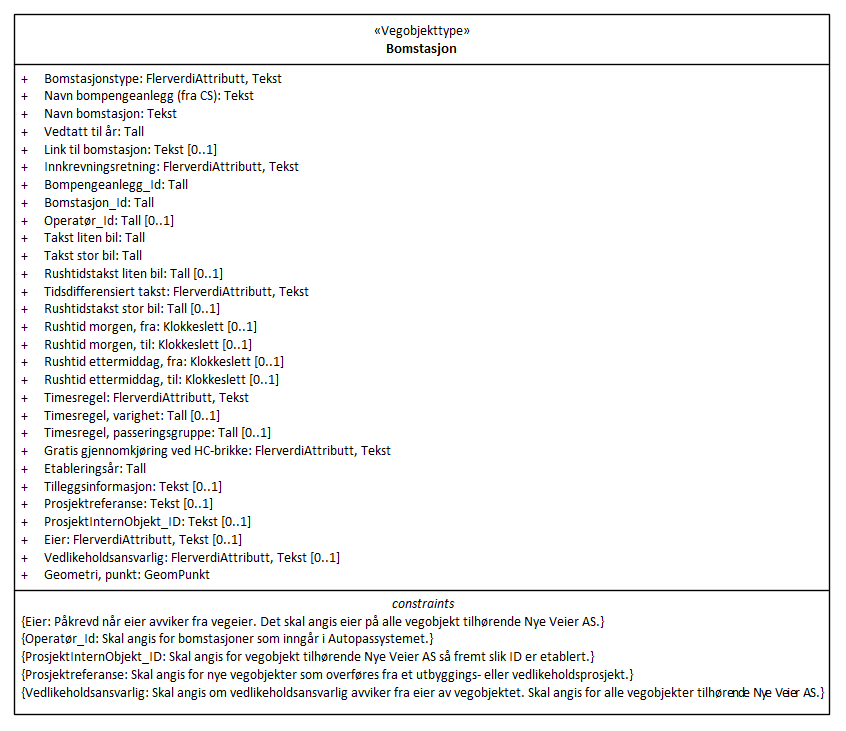 «Vegobjekttype»
Bomstasjon
+ Bomstasjonstype: FlerverdiAttributt, Tekst
+ Navn bompengeanlegg (fra CS): Tekst
+ Navn bomstasjon: Tekst
+ Vedtatt til år: Tall
+ Link til bomstasjon: Tekst [0..1]
+ Innkrevningsretning: FlerverdiAttributt, Tekst
+ Bompengeanlegg_Id: Tall
+ Bomstasjon_Id: Tall
+ Operatør_Id: Tall [0..1]
+ Takst liten bil: Tall
+ Takst stor bil: Tall
+ Rushtidstakst liten bil: Tall [0..1]
+ Tidsdifferensiert takst: FlerverdiAttributt, Tekst
+ Rushtidstakst stor bil: Tall [0..1]
+ Rushtid morgen, fra: Klokkeslett [0..1]
+ Rushtid morgen, til: Klokkeslett [0..1]
+ Rushtid ettermiddag, fra: Klokkeslett [0..1]
+ Rushtid ettermiddag, til: Klokkeslett [0..1]
+ Timesregel: FlerverdiAttributt, Tekst
+ Timesregel, varighet: Tall [0..1]
+ Timesregel, passeringsgruppe: Tall [0..1]
+ Gratis gjennomkjøring ved HC-brikke: FlerverdiAttributt, Tekst
+ Etableringsår: Tall
+ Tilleggsinformasjon: Tekst [0..1]
+ Prosjektreferanse: Tekst [0..1]
+ ProsjektInternObjekt_ID: Tekst [0..1]
+ Eier: FlerverdiAttributt, Tekst [0..1]
+ Vedlikeholdsansvarlig: FlerverdiAttributt, Tekst [0..1]
+ Geometri, punkt: GeomPunkt
constraints
{Eier: Påkrevd når eier avviker fra vegeier. Det skal angis eier på alle vegobjekt tilhørende Nye Veier AS.}
{Operatør_Id: Skal angis for bomstasjoner som inngår i Autopassystemet.}
{ProsjektInternObjekt_ID: Skal angis for vegobjekt tilhørende Nye Veier AS så fremt slik ID er etablert.}
{Prosjektreferanse: Skal angis for nye vegobjekter som overføres fra et utbyggings- eller vedlikeholdsprosjekt.}
{Vedlikeholdsansvarlig: Skal angis om vedlikeholdsansvarlig avviker fra eier av vegobjektet. Skal angis for alle vegobjekter tilhørende Nye Veier AS.}